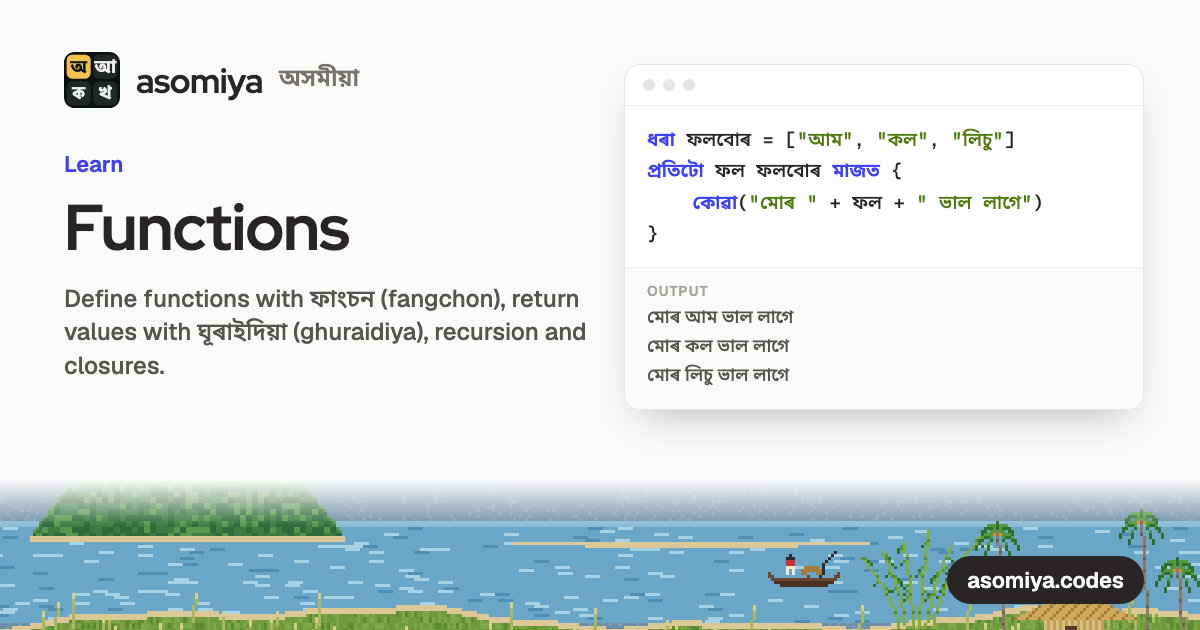 অ আ
ক খ
asomiya অসমীয়া
Learn
Functions
Define functions with ফাংচন (fangchon), return
values with ঘূৰাইদিয়া (ghuraidiya), recursion and
closures.
ধৰা ফলবোৰ = ["আম", "কল", "লিচু"]
প্ৰতিটো ফল ফলবোৰ মাজত {
কোৱা("মোৰ " + ফল + " ভাল লাগে")
}
OUTPUT
মোৰ আম ভাল লাগে
মোৰ কল ভাল লাগে
মোৰ লিচু ভাল লাগে
asomiya.codes